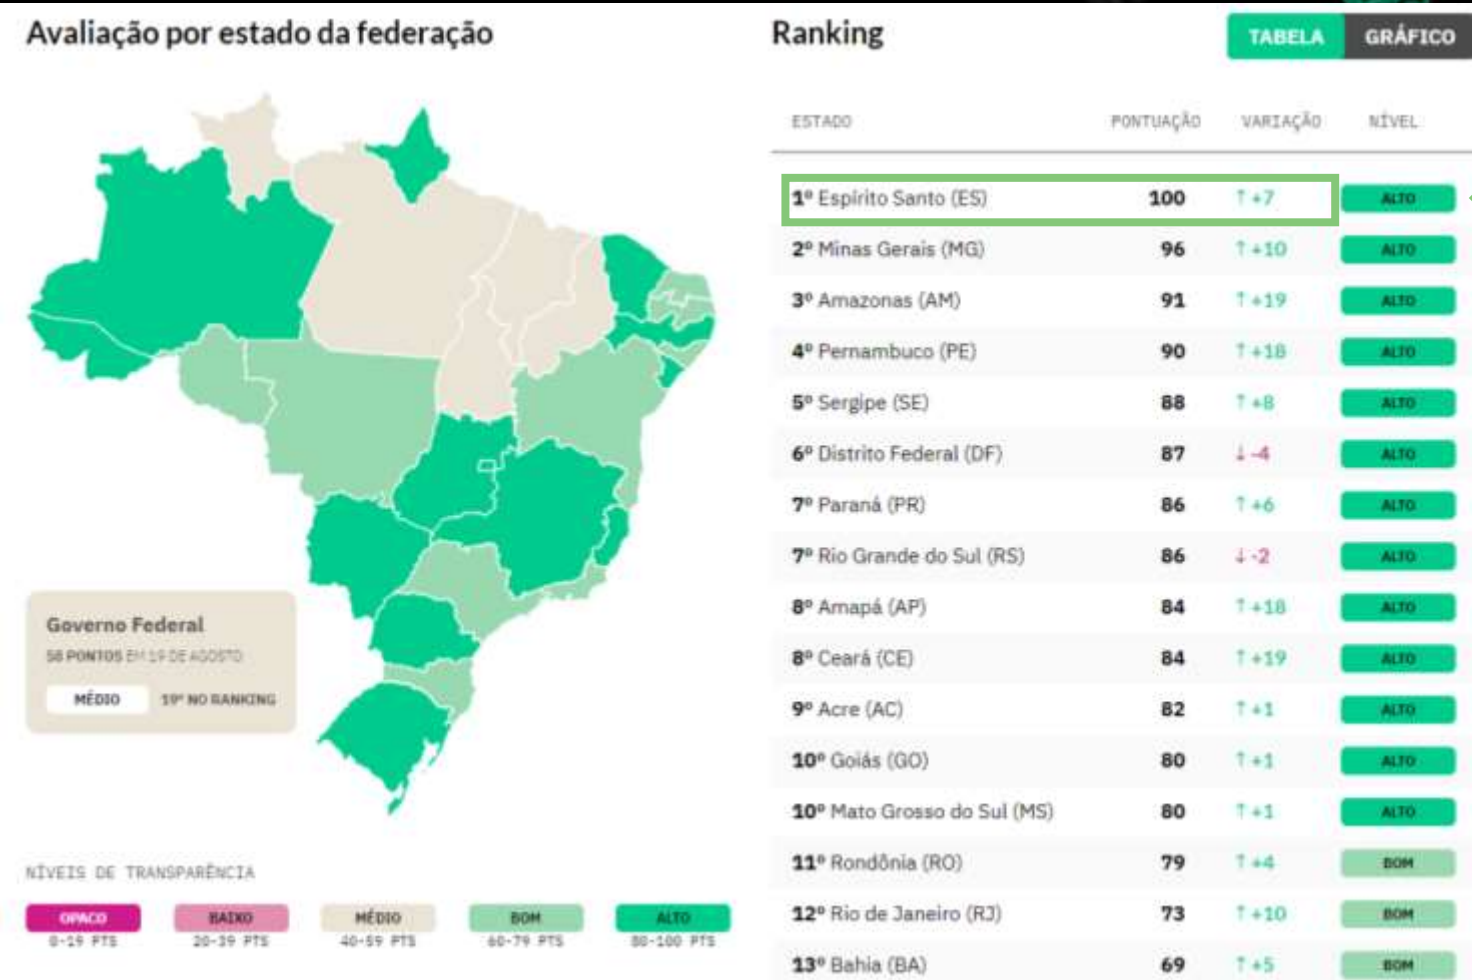 Avaliação por estado da federação
Governo Federal
58 PONTOS EM 19 DE AGOSTO
MÉDIO 19º NO RANKING
NÍVEIS DE TRANSPARÊNCIA
OPACO BAIXO MÉDIO BOM ALTO
0-19 PTS 20-39 PTS 40-59 PTS 60-79 PTS 80-100 PTS
Ranking
TABELA GRÁFICO
ESTADO PONTUAÇÃO VARIAÇÃO NÍVEL
1º Espírito Santo (ES) 100 ↑ +7 ALTO
2º Minas Gerais (MG) 96 ↑ +10 ALTO
3º Amazonas (AM) 91 ↑ +19 ALTO
4º Pernambuco (PE) 90 ↑ +18 ALTO
5º Sergipe (SE) 88 ↑ +8 ALTO
6º Distrito Federal (DF) 87 ↓ -4 ALTO
7º Paraná (PR) 86 ↑ +6 ALTO
7º Rio Grande do Sul (RS) 86 ↓ -2 ALTO
8º Amapá (AP) 84 ↑ +18 ALTO
8º Ceará (CE) 84 ↑ +19 ALTO
9º Acre (AC) 82 ↑ +1 ALTO
10º Goiás (GO) 80 ↑ +1 ALTO
10º Mato Grosso do Sul (MS) 80 ↑ +1 ALTO
11º Rondônia (RO) 79 ↑ +4 BOM
12º Rio de Janeiro (RJ) 73 ↑ +10 BOM
13º Bahia (BA) 69 ↑ +5 BOM